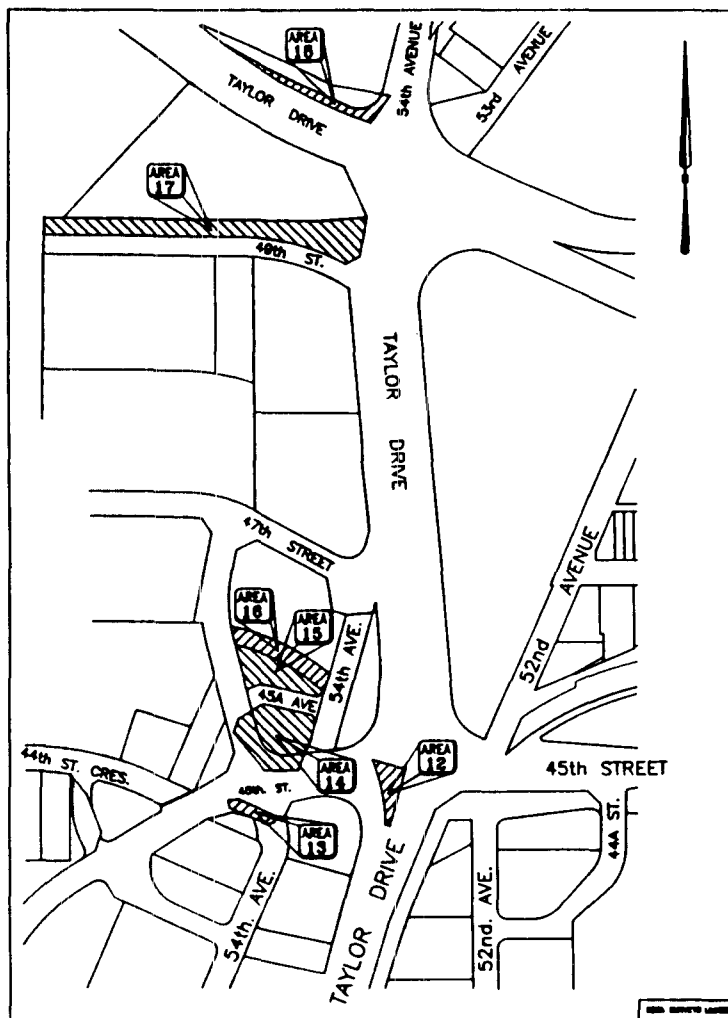 AREA
18
TAYLOR DRIVE
54th AVENUE
53rd AVENUE
AREA
17
49th ST.
TAYLOR DRIVE
47th STREET
AREA
16
AREA
15
54th AVE.
45A AVE
52nd AVENUE
AREA
12
45th STREET
44th ST. CRES.
AREA
14
45th ST.
AREA
13
44A ST.
54th. AVE.
TAYLOR DRIVE
52nd. AVE.